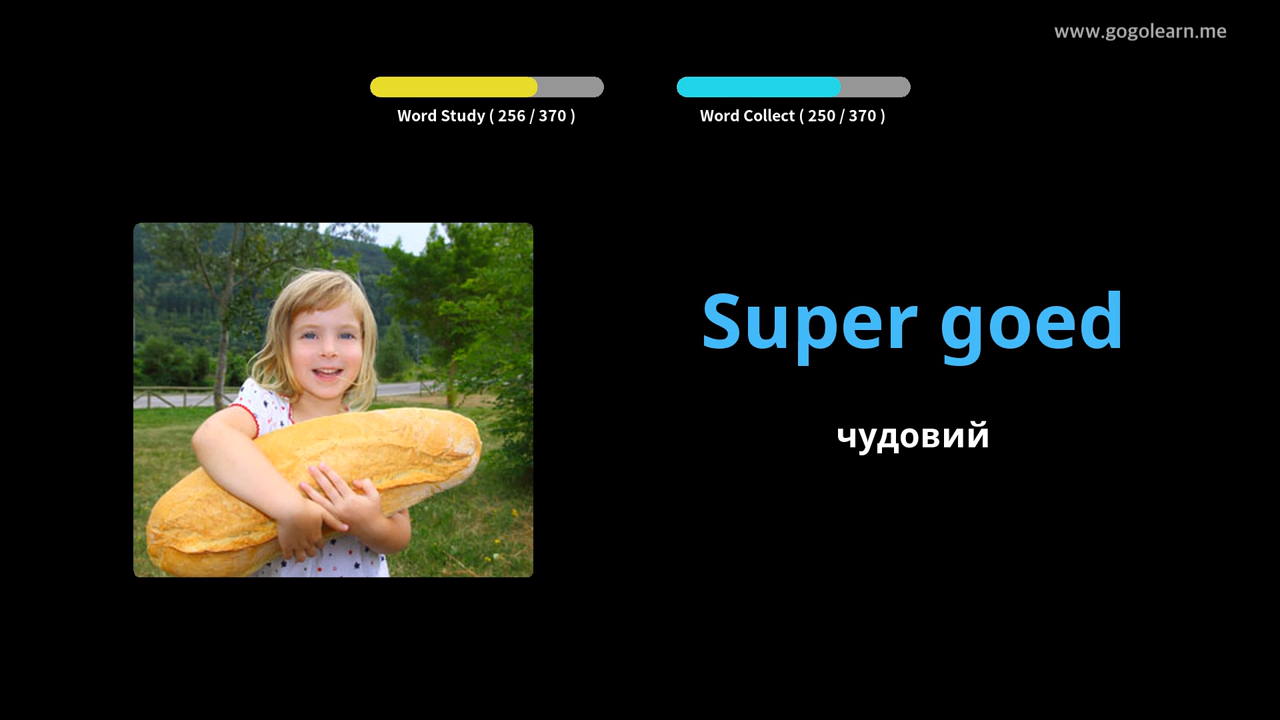 www.gogolearn.me
Word Study ( 256 / 370 )
Word Collect ( 250 / 370 )
Super goed
чудовий